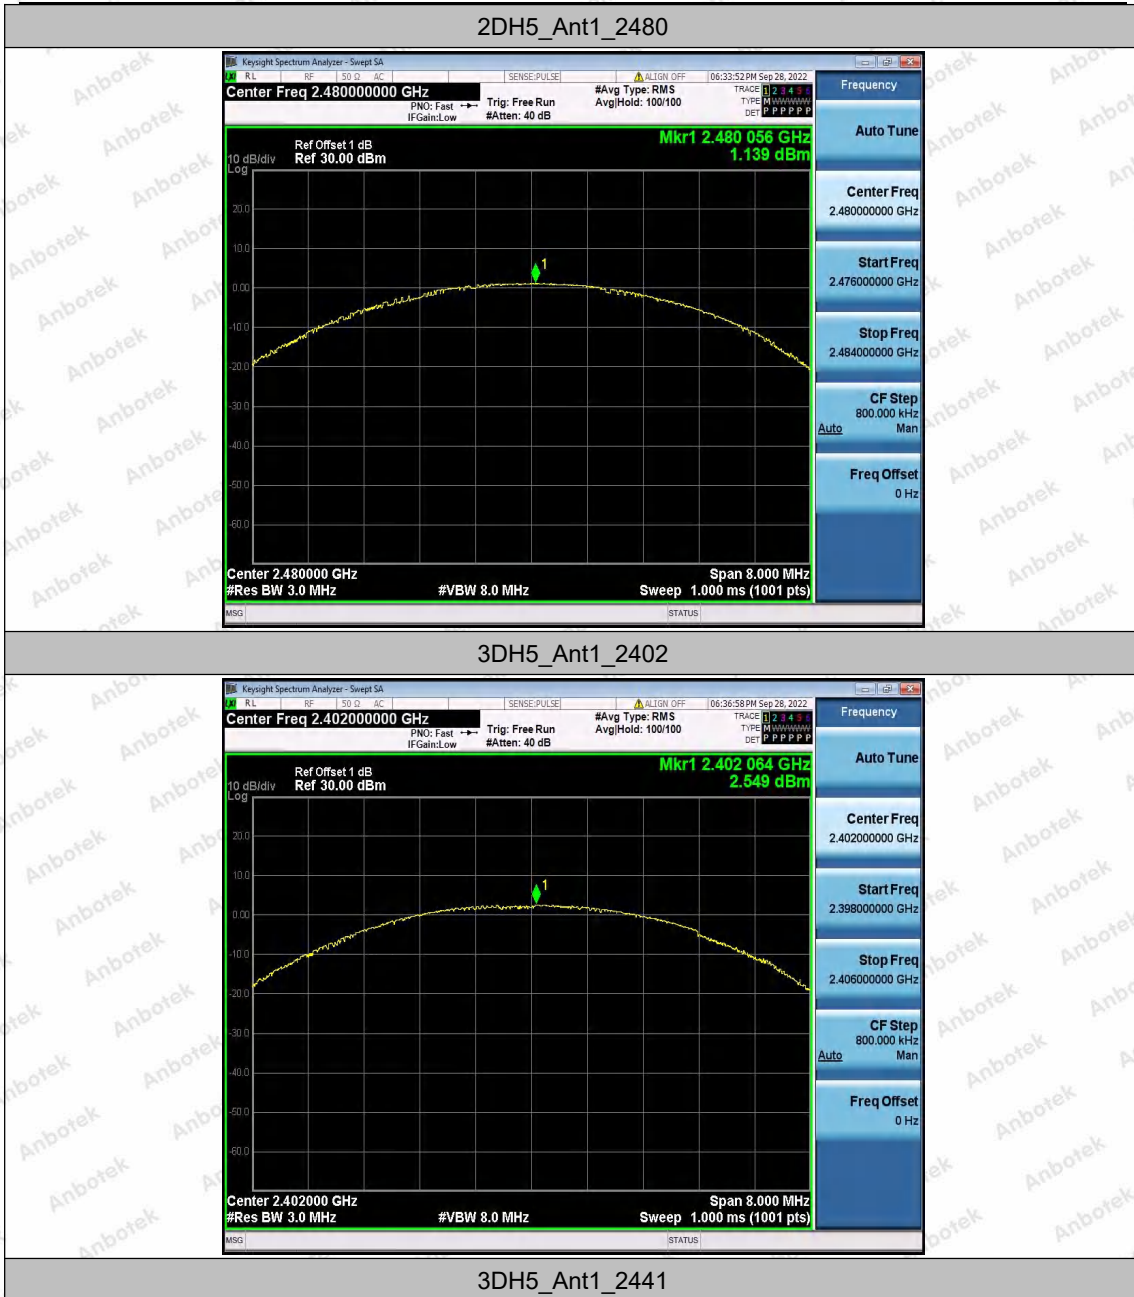 2DH5_Ant1_2480
Keysight Spectrum Analyzer - Swept SA
RL RF 50 Ω AC SENSE:PULSE ALIGN OFF 06:33:52 PM Sep 28, 2022
Center Freq 2.480000000 GHz #Avg Type: RMS TRACE 1 2 3 4 5 6
PNO: Fast Trig: Free Run Avg|Hold: 100/100 TYPE M WWWWW
IFGain:Low #Atten: 40 dB DET P P P P P P
Frequency
Auto Tune
Mkr1 2.480 056 GHz
Ref Offset 1 dB
10 dB/div Ref 30.00 dBm 1.139 dBm
Log
20.0
10.0
0.00
-10.0
-20.0
-30.0
-40.0
-50.0
-60.0
1
Center 2.480000 GHz Span 8.000 MHz
#Res BW 3.0 MHz #VBW 8.0 MHz Sweep 1.000 ms (1001 pts)
Center Freq
2.480000000 GHz
Start Freq
2.476000000 GHz
Stop Freq
2.484000000 GHz
CF Step
800.000 kHz
Auto Man
Freq Offset
0 Hz
MSG STATUS
3DH5_Ant1_2402
Keysight Spectrum Analyzer - Swept SA
RL RF 50 Ω AC SENSE:PULSE ALIGN OFF 06:36:58 PM Sep 28, 2022
Center Freq 2.402000000 GHz #Avg Type: RMS TRACE 1 2 3 4 5 6
PNO: Fast Trig: Free Run Avg|Hold: 100/100 TYPE M WWWWW
IFGain:Low #Atten: 40 dB DET P P P P P P
Frequency
Auto Tune
Mkr1 2.402 064 GHz
Ref Offset 1 dB
10 dB/div Ref 30.00 dBm 2.549 dBm
Log
20.0
10.0
0.00
-10.0
-20.0
-30.0
-40.0
-50.0
-60.0
1
Center 2.402000 GHz Span 8.000 MHz
#Res BW 3.0 MHz #VBW 8.0 MHz Sweep 1.000 ms (1001 pts)
Center Freq
2.402000000 GHz
Start Freq
2.398000000 GHz
Stop Freq
2.406000000 GHz
CF Step
800.000 kHz
Auto Man
Freq Offset
0 Hz
MSG STATUS
3DH5_Ant1_2441